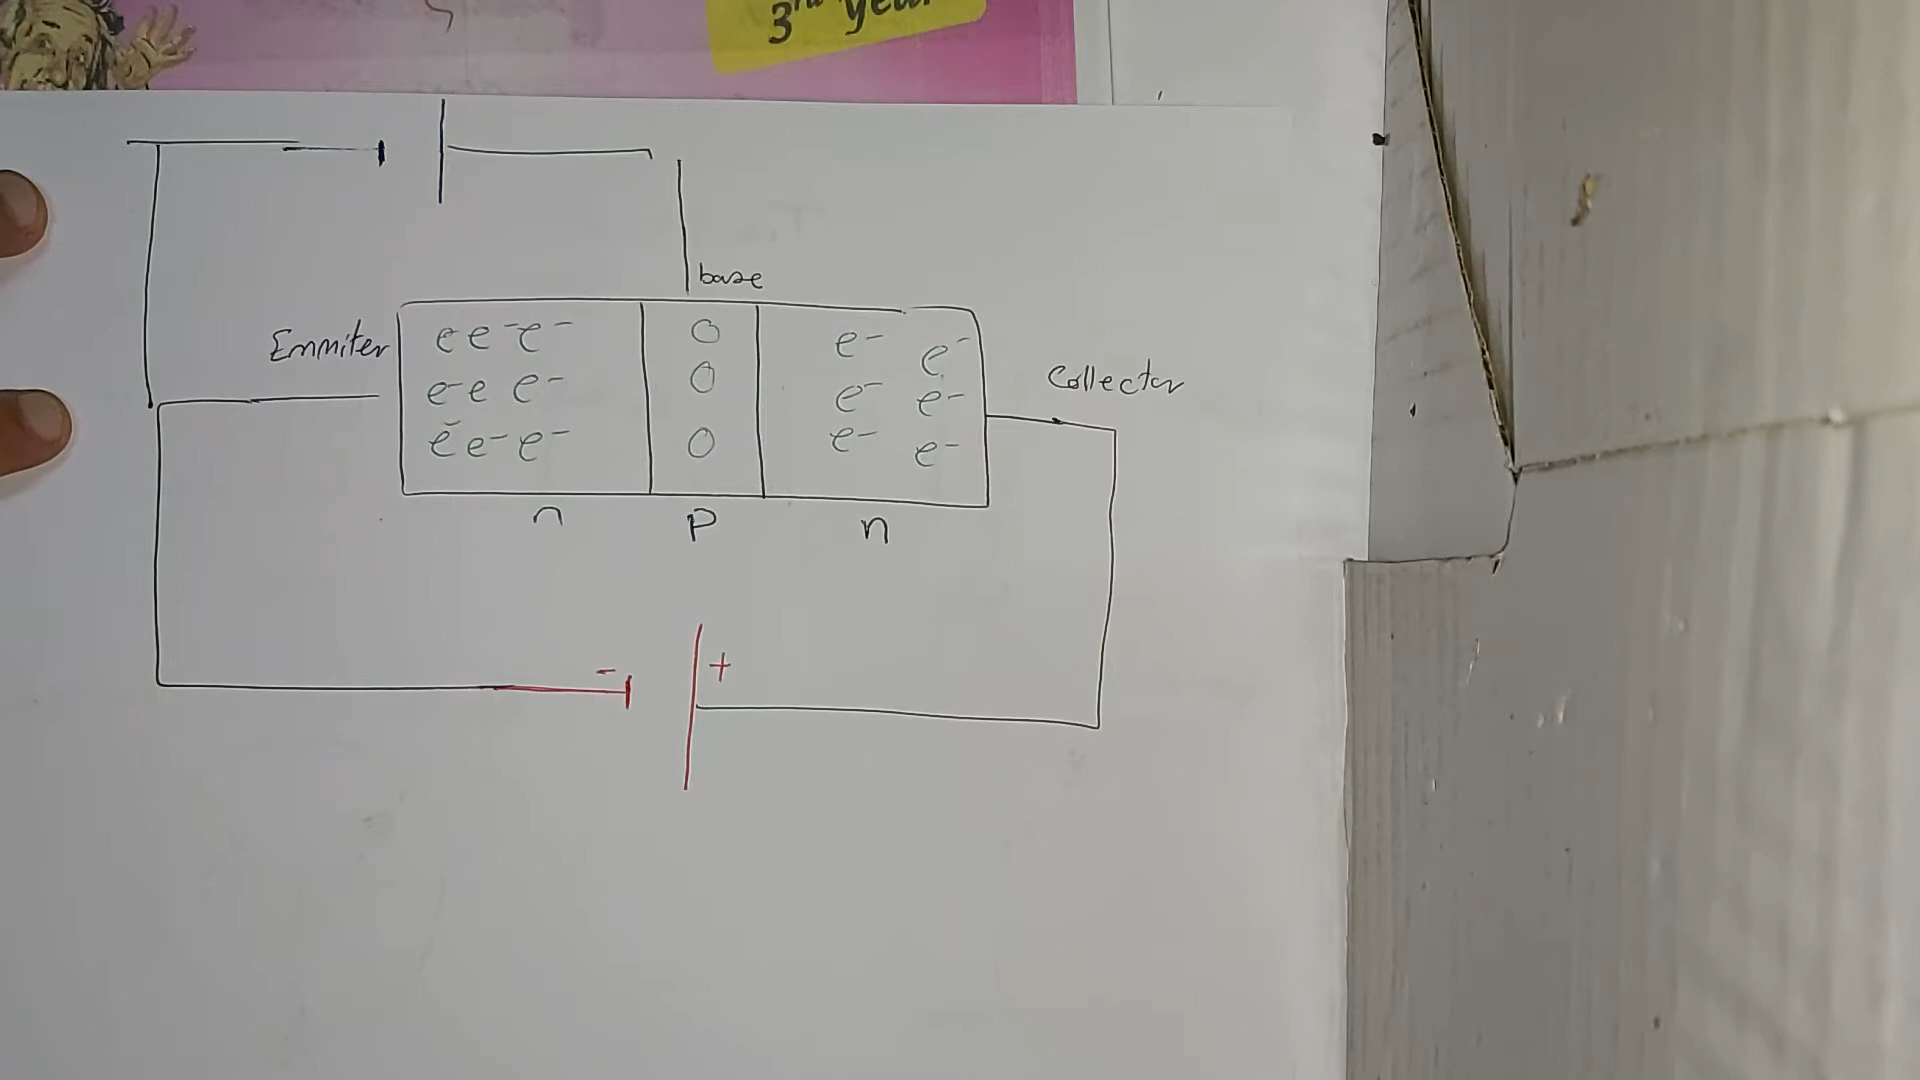 3rd year
base
Emmiter
e e⁻ e⁻ O e⁻ e⁻
e⁻ e e⁻ O e⁻ e⁻
e⁻ e⁻ e⁻ O e⁻ e⁻
Collector
n P n
- +